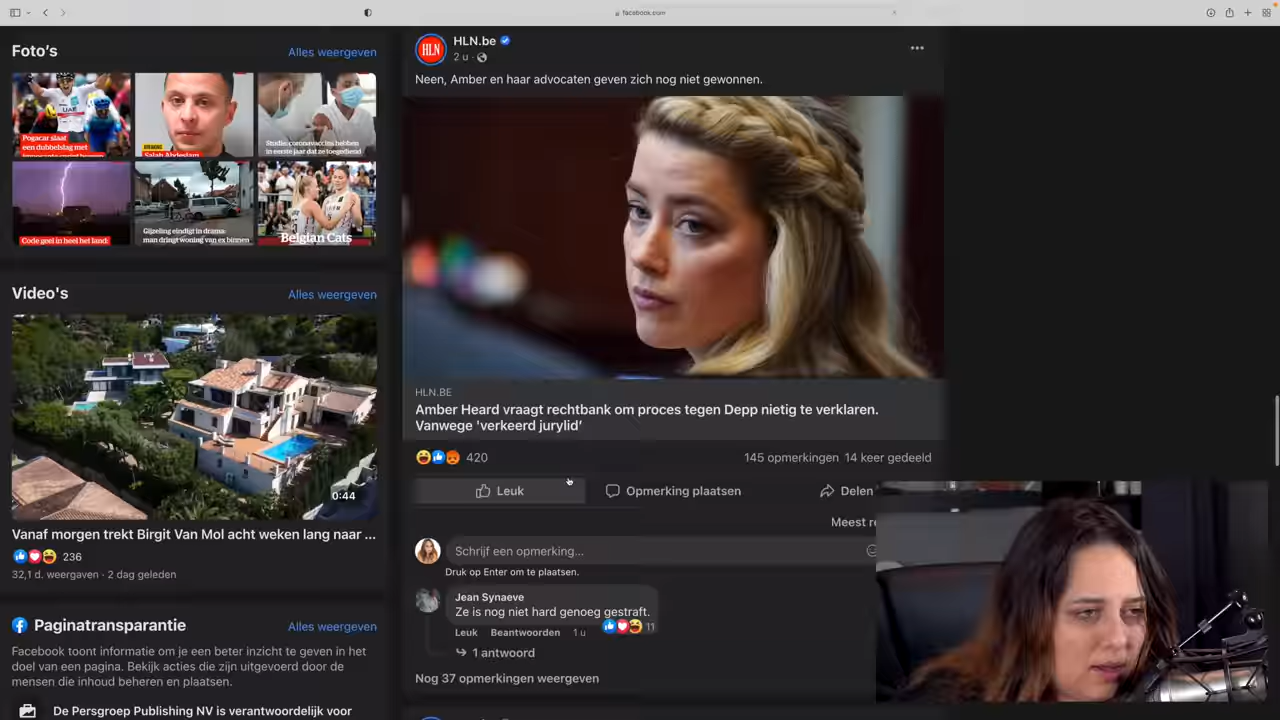 facebook.com
Foto's
Alles weergeven
Pogacar slaat
een dubbelslag met
Salah Abdeslam
Studie: coronavaccins hebben
in eerste jaar dat ze toegediend
Code geel in heel het land:
Gijzeling eindigt in drama:
man dringt woning van ex binnen
Belgian Cats
Video's
Alles weergeven
0:44
Vanaf morgen trekt Birgit Van Mol acht weken lang naar ...
236
32,1 d. weergaven · 2 dag geleden
Paginatransparantie
Alles weergeven
Facebook toont informatie om je een beter inzicht te geven in het
doel van een pagina. Bekijk acties die zijn uitgevoerd door de
mensen die inhoud beheren en plaatsen.
De Persgroep Publishing NV is verantwoordelijk voor
HLN
HLN.be
2 u ·
Neen, Amber en haar advocaten geven zich nog niet gewonnen.
HLN.BE
Amber Heard vraagt rechtbank om proces tegen Depp nietig te verklaren.
Vanwege 'verkeerd jurylid'
420
145 opmerkingen 14 keer gedeeld
Leuk
Opmerking plaatsen
Delen
Meest re
Schrijf een opmerking...
Druk op Enter om te plaatsen.
Jean Synaeve
Ze is nog niet hard genoeg gestraft.
11
Leuk Beantwoorden 1 u
1 antwoord
Nog 37 opmerkingen weergeven